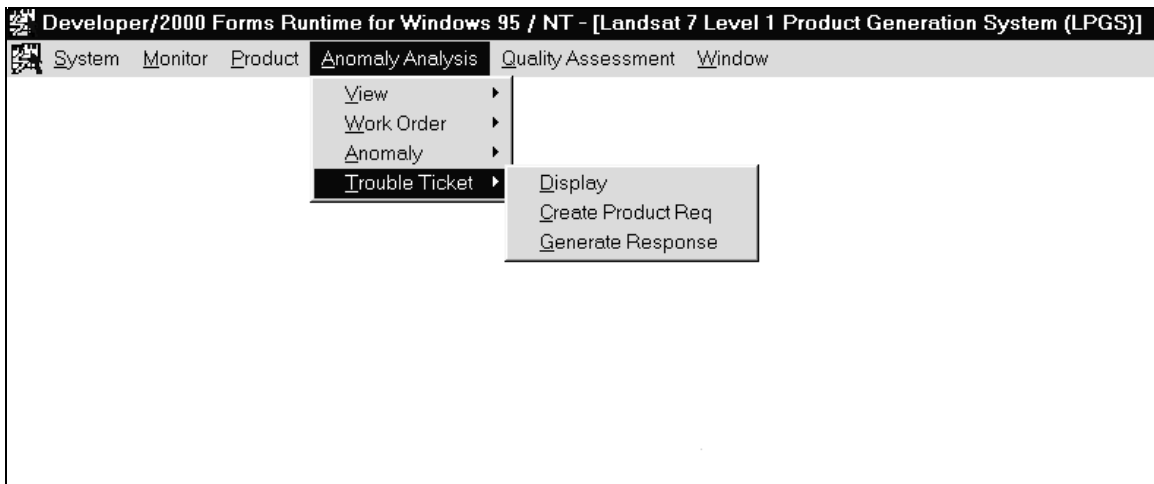 Developer/2000 Forms Runtime for Windows 95 / NT - [Landsat 7 Level 1 Product Generation System (LPGS)]
System Monitor Product Anomaly Analysis Quality Assessment Window
View
Work Order
Anomaly
Trouble Ticket
Display
Create Product Req
Generate Response